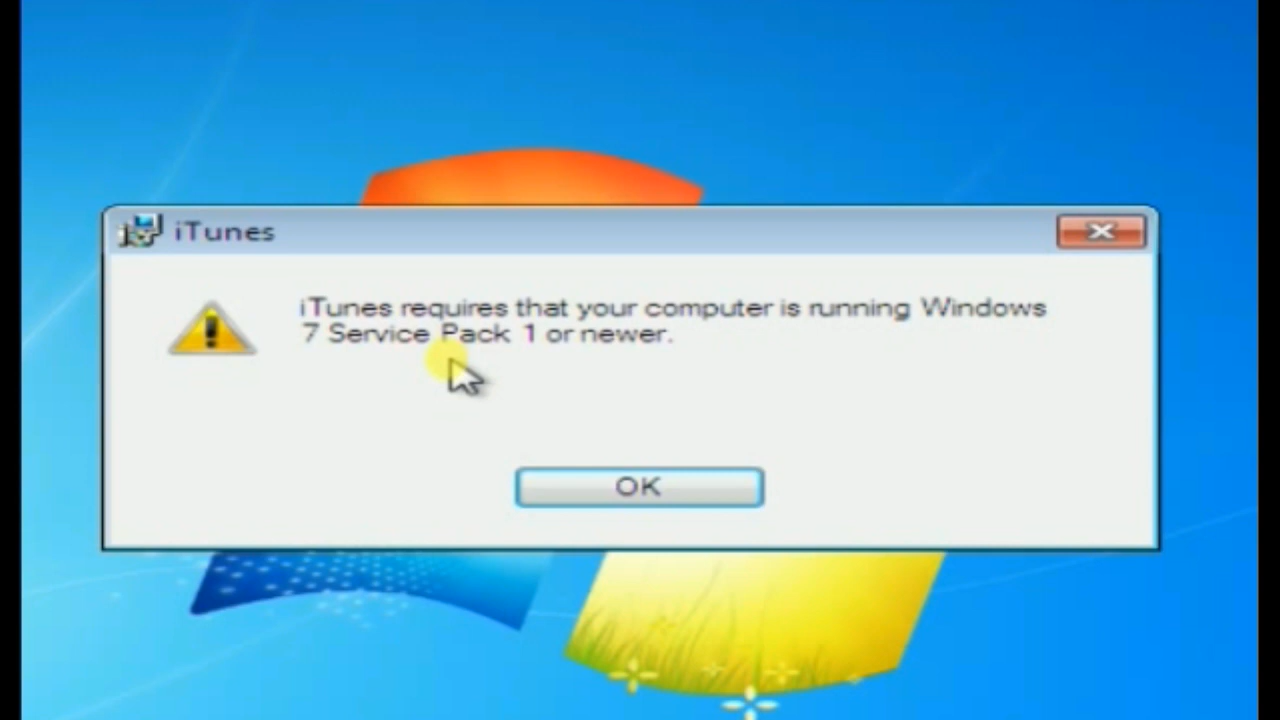 iTunes
iTunes requires that your computer is running Windows
7 Service Pack 1 or newer.
OK